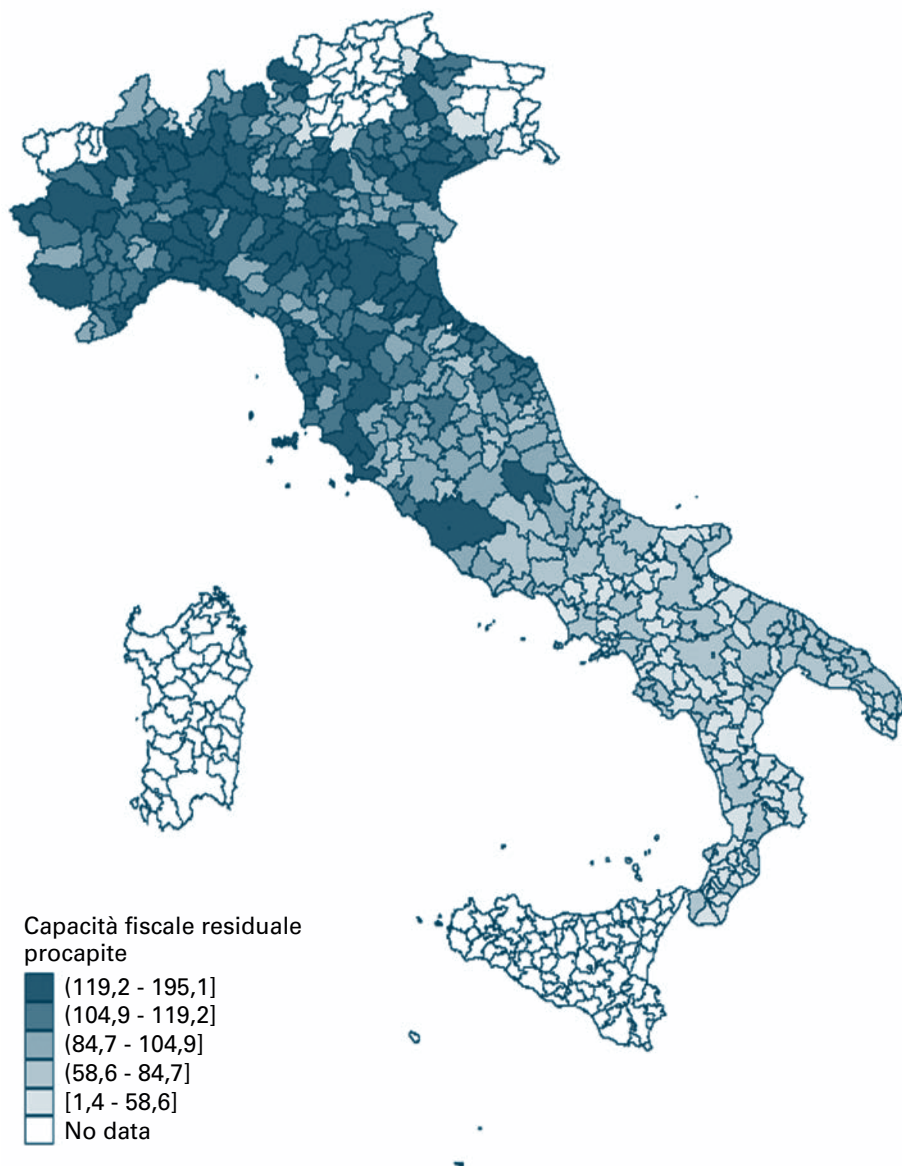 Capacità fiscale residuale
procapite
(119,2 - 195,1]
(104,9 - 119,2]
(84,7 - 104,9]
(58,6 - 84,7]
[1,4 - 58,6]
No data